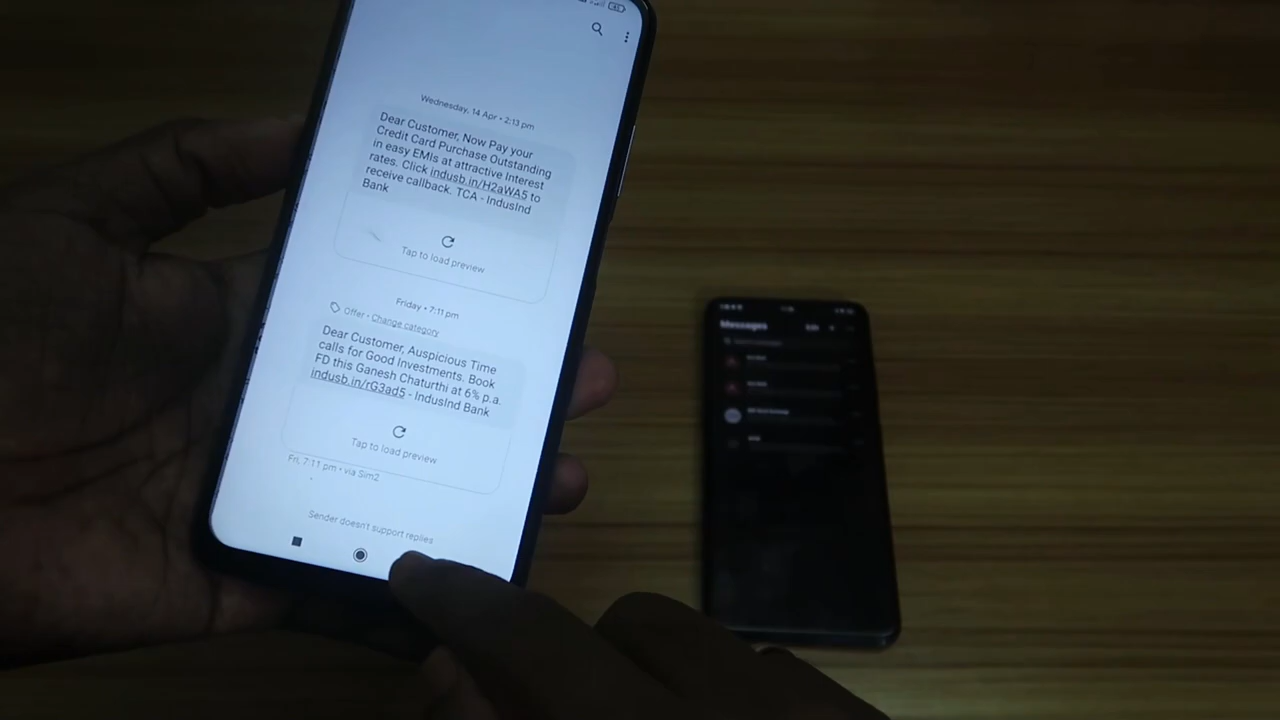 Wednesday, 14 Apr • 2:13 pm
Dear Customer, Now Pay your
Credit Card Purchase Outstanding
in easy EMIs at attractive Interest
rates. Click indusb.in/H2aWA5 to
receive callback. TCA - IndusInd
Bank
Tap to load preview
Friday • 7:11 pm
Offer • Change category
Dear Customer, Auspicious Time
calls for Good Investments. Book
FD this Ganesh Chaturthi at 6% p.a.
indusb.in/rG3ad5 - IndusInd Bank
Tap to load preview
Fri, 7:11 pm • via Sim2
Sender doesn't support replies
Messages
Edit